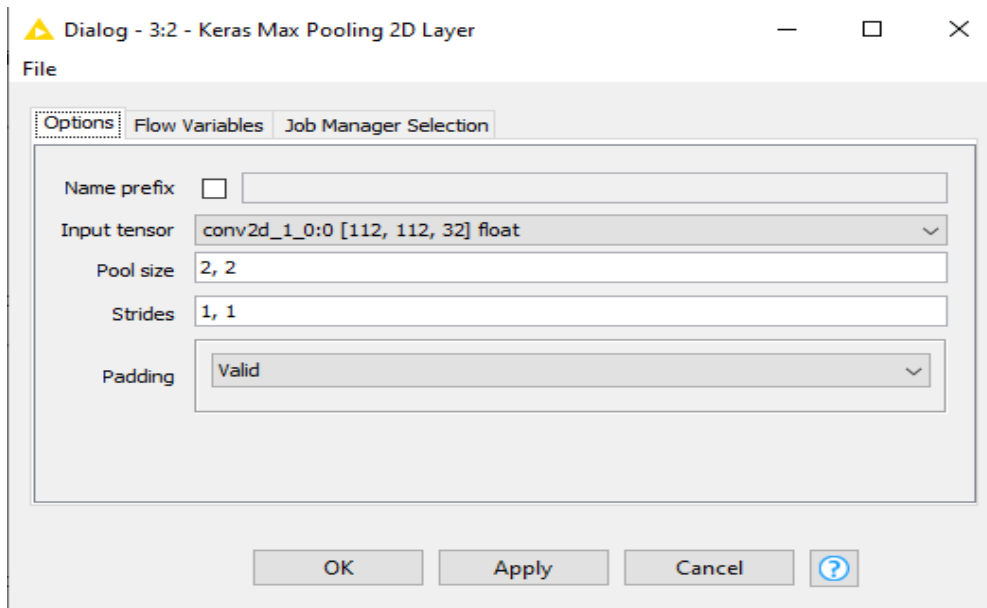 Dialog - 3:2 - Keras Max Pooling 2D Layer
File
Options Flow Variables Job Manager Selection
Name prefix
Input tensor conv2d_1_0:0 [112, 112, 32] float
Pool size 2, 2
Strides 1, 1
Padding Valid
OK Apply Cancel ?